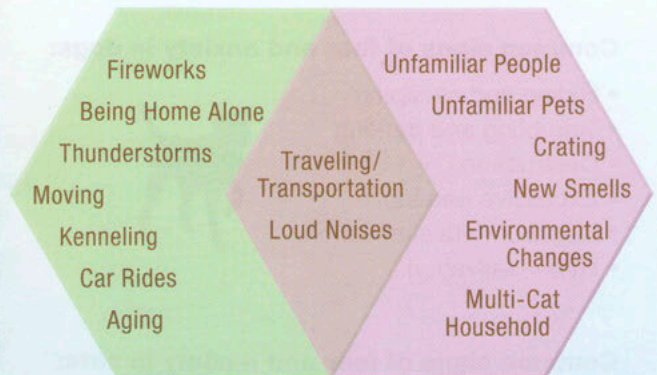 Fireworks
Being Home Alone
Thunderstorms
Moving
Kenneling
Car Rides
Aging
Traveling/
Transportation
Loud Noises
Unfamiliar People
Unfamiliar Pets
Crating
New Smells
Environmental
Changes
Multi-Cat
Household